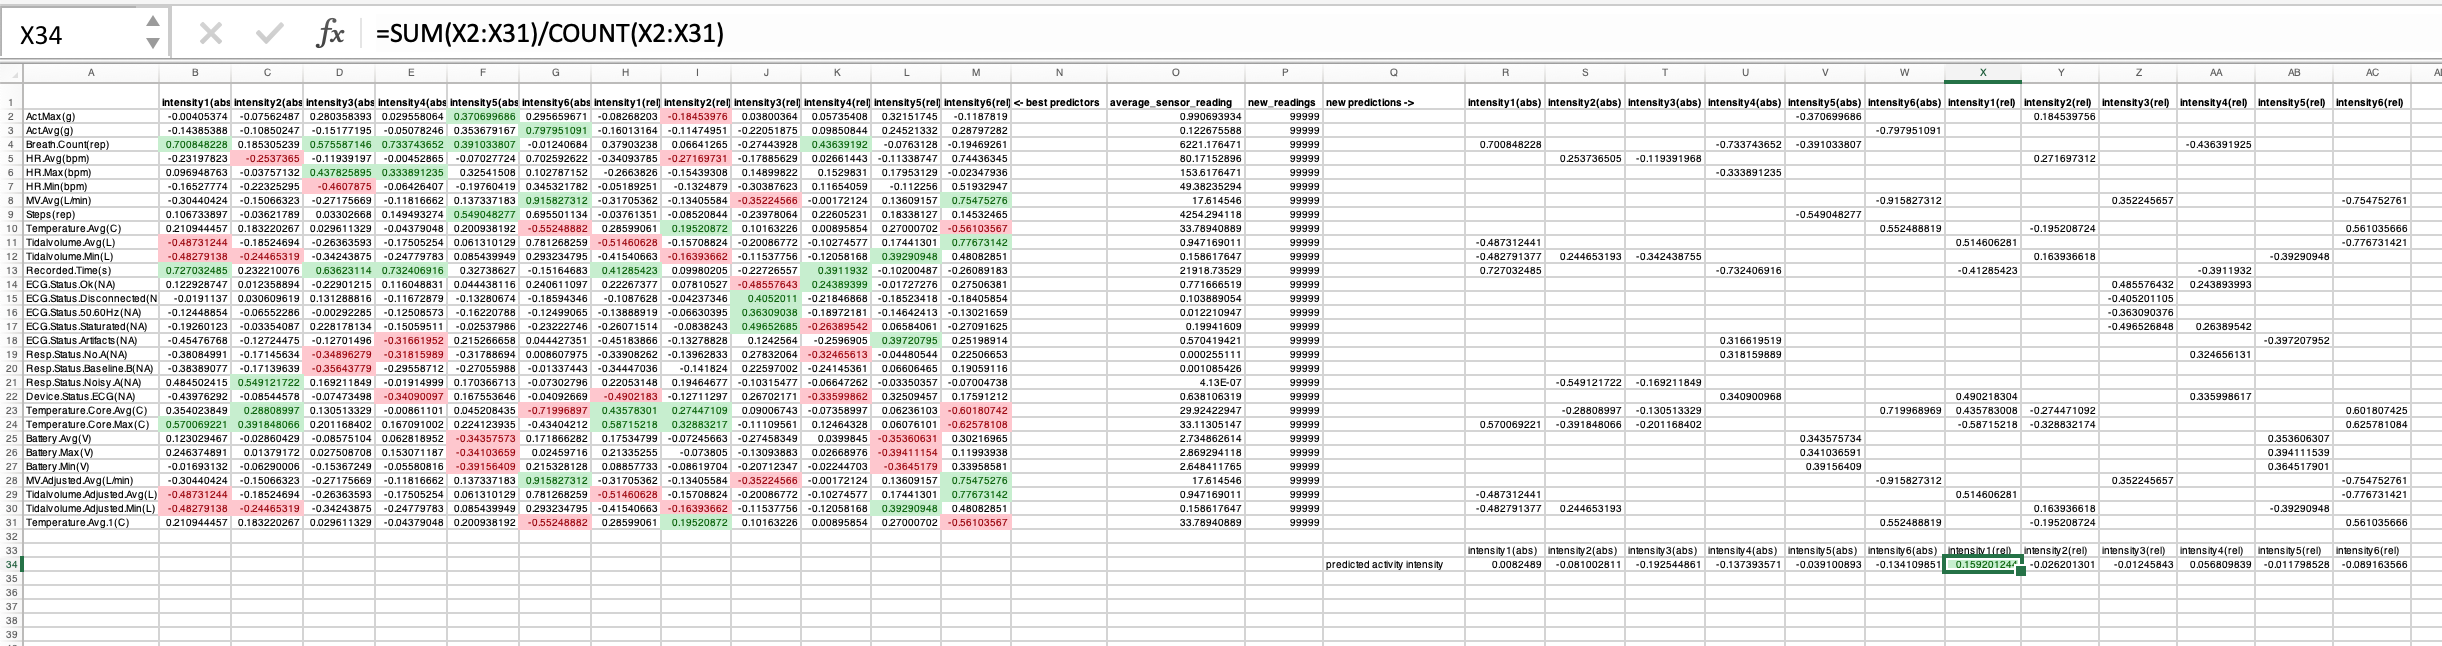 X34 fx =SUM(X2:X31)/COUNT(X2:X31)
A B C D E F G H I J K L M N O P Q R S T U V W X Y Z AA AB AC
1 intensity1(abs intensity2(abs intensity3(abs intensity4(abs intensity5(abs intensity6(abs intensity1(rel) intensity2(rel) intensity3(rel) intensity4(rel) intensity5(rel) intensity6(rel) <- best predictors average_sensor_reading new_readings new predictions -> intensity1(abs) intensity2(abs) intensity3(abs) intensity4(abs) intensity5(abs) intensity6(abs) intensity1(rel) intensity2(rel) intensity3(rel) intensity4(rel) intensity5(rel) intensity6(rel)
2 Act.Max(g) -0.00405374 -0.07562487 0.280358393 0.029558064 0.370699686 0.295659671 -0.08268203 -0.18453976 0.03800364 0.05735408 0.32151745 -0.1187819 0.990693934 99999 -0.370699686 0.184539756
3 Act.Avg(g) -0.14385388 -0.10850247 -0.15177195 -0.05078246 0.353679167 0.797951091 -0.16013164 -0.11474951 -0.22051875 0.09850844 0.24521332 0.28797282 0.122675588 99999 -0.797951091
4 Breath.Count(rep) 0.700848228 0.185305239 0.575587146 0.733743652 0.391033807 -0.01240684 0.37903238 0.06641265 -0.27443928 0.43639192 -0.0763128 -0.19469261 6221.176471 99999 0.700848228 -0.733743652 -0.391033807 -0.436391925
5 HR.Avg(bpm) -0.23197823 -0.2537365 -0.11939197 -0.00452865 -0.07027724 0.702592622 -0.34093785 -0.27169731 -0.17885629 0.02661443 -0.11338747 0.74436345 80.17152896 99999 0.253736505 -0.119391968 0.271697312
6 HR.Max(bpm) 0.096948763 -0.03757132 0.437825895 0.333891235 0.32541508 0.102787152 -0.2663826 -0.15439308 0.14899822 0.1529831 0.17953129 -0.02347936 153.6176471 99999 -0.333891235
7 HR.Min(bpm) -0.16527774 -0.22325295 -0.4607875 -0.06426407 -0.19760419 0.345321782 -0.05189251 -0.1324879 -0.30387623 0.11654059 -0.112256 0.51932947 49.38235294 99999
8 MV.Avg(L/min) -0.30440424 -0.15066323 -0.27175669 -0.11816662 0.137337183 0.915827312 -0.31705362 -0.13405584 -0.35224566 -0.00172124 0.13609157 0.75475276 17.614546 99999 -0.915827312 0.352245657 -0.754752761
9 Steps(rep) 0.106733897 -0.03621789 0.03302668 0.149493274 0.549048277 0.695501134 -0.03761351 -0.08520844 -0.23978064 0.22605231 0.18338127 0.14532465 4254.294118 99999 -0.549048277
10 Temperature.Avg(C) 0.210944457 0.183220267 0.029611329 -0.04379048 0.200938192 -0.55248882 0.28599061 0.19520872 0.10163226 0.00895854 0.27000702 -0.56103567 33.78940889 99999 0.552488819 -0.195208724 0.561035666
11 Tidalvolume.Avg(L) -0.48731244 -0.18524694 -0.26363593 -0.17505254 0.061310129 0.781268259 -0.51460628 -0.15708824 -0.20086772 -0.10274577 0.17441301 0.77673142 0.947169011 99999 -0.487312441 0.514606281 -0.776731421
12 Tidalvolume.Min(L) -0.48279138 -0.24465319 -0.34243875 -0.24779783 0.085439949 0.293234795 -0.41540663 -0.16393662 -0.11537756 -0.12058168 0.39290948 0.48082851 0.158617647 99999 -0.482791377 0.244653193 -0.342438755 0.163936618 -0.39290948
13 Recorded.Time(s) 0.727032485 0.232210076 0.63623114 0.732406916 0.32738627 -0.15164683 0.41285423 0.09980205 -0.22726557 0.3911932 -0.10200487 -0.26089183 21918.73529 99999 0.727032485 -0.732406916 -0.41285423 -0.3911932
14 ECG.Status.Ok(NA) 0.122928747 0.012358894 -0.22901215 0.116048831 0.04438116 0.240611097 0.22267377 0.07810527 -0.48557643 0.24389399 -0.01727276 0.27506381 0.771666519 99999 0.485576432 0.243893993
15 ECG.Status.Disconnected(N -0.0191137 0.030609619 0.131288816 -0.11672879 -0.13280674 -0.18594346 -0.1087628 -0.04237346 0.4052011 -0.21846868 -0.18523418 -0.18405854 0.103889054 99999 -0.405201105
16 ECG.Status.50.60Hz(NA) -0.12448854 -0.06552286 -0.00292285 -0.12508573 -0.16220788 -0.12499065 -0.13888919 -0.06630395 0.36309038 -0.18972181 -0.14642413 -0.13021659 0.012210947 99999 -0.363090376
17 ECG.Status.Staturated(NA) -0.19260123 -0.03354087 0.228178134 -0.15059511 -0.02537986 -0.23222746 -0.26071514 -0.0838243 0.49652685 -0.26389542 0.06584061 -0.27091625 0.19941609 99999 -0.496526848 0.26389542
18 ECG.Status.Artifacts(NA) -0.45476768 -0.12724475 -0.12701496 -0.31661952 0.215266658 0.044427351 -0.45183866 -0.13278828 0.1242564 -0.2596905 0.39720795 0.25198914 0.570419421 99999 0.316619519 -0.397207952
19 Resp.Status.No.A(NA) -0.38084991 -0.17145634 -0.34896279 -0.31815989 -0.31788694 0.008607975 -0.33908262 -0.13962833 0.27832064 -0.32465613 -0.04480544 0.22506653 0.000255111 99999 0.318159889 0.324656131
20 Resp.Status.Baseline.B(NA) -0.38389077 -0.17139639 -0.35643779 -0.29558712 -0.27055988 -0.01337443 -0.34447036 -0.141824 0.22597002 -0.24145361 0.06606465 0.19059116 0.001085426 99999
21 Resp.Status.Noisy.A(NA) 0.484502415 0.549121722 0.169211849 -0.01914999 0.170366713 -0.07302796 0.22053148 0.19464677 -0.10315477 -0.06647262 -0.03350357 -0.07004738 4.13E-07 99999 -0.549121722 -0.169211849
22 Device.Status.ECG(NA) -0.43976292 -0.08544578 -0.07473498 -0.34090097 0.167553646 -0.04092669 -0.4902183 -0.12711297 0.26702171 -0.33599862 0.32509457 0.17591212 0.638106319 99999 0.340900968 0.490218304 0.335998617
23 Temperature.Core.Avg(C) 0.354023849 0.28808997 0.130513329 -0.00861101 0.045208435 -0.71996897 0.43578301 0.27447109 0.09006743 -0.07358997 0.06236103 -0.60180742 29.92422947 99999 -0.28808997 -0.130513329 0.719968969 0.435783008 -0.274471092 0.601807425
24 Temperature.Core.Max(C) 0.570069221 0.391848066 0.201168402 0.167091002 0.224123935 -0.43404212 0.58715218 0.32883217 -0.11109561 0.12464328 0.06076101 -0.62578108 33.11305147 99999 0.570069221 -0.391848066 -0.201168402 -0.58715218 -0.328832174 0.625781084
25 Battery.Avg(V) 0.123029467 -0.02860429 -0.08575104 0.062818952 -0.34357573 0.171866282 0.17534799 -0.07245663 -0.27458349 0.0399845 -0.35360631 0.30216965 2.734862614 99999 0.343575734 0.353606307
26 Battery.Max(V) 0.246374891 0.01379172 0.027508708 0.153071187 -0.34103659 0.02459716 0.21335255 -0.073805 -0.13093883 0.02668976 -0.39411154 0.11993938 2.869294118 99999 0.341036591 0.394111539
27 Battery.Min(V) -0.01693132 -0.06290006 -0.15367249 -0.05580816 -0.39156409 0.215328128 0.08857733 -0.08619704 -0.20712347 -0.02244703 -0.3645179 0.33958581 2.648411765 99999 0.39156409 0.364517901
28 MV.Adjusted.Avg(L/min) -0.30440424 -0.15066323 -0.27175669 -0.11816662 0.137337183 0.915827312 -0.31705362 -0.13405584 -0.35224566 -0.00172124 0.13609157 0.75475276 17.614546 99999 -0.915827312 0.352245657 -0.754752761
29 Tidalvolume.Adjusted.Avg(L) -0.48731244 -0.18524694 -0.26363593 -0.17505254 0.061310129 0.781268259 -0.51460628 -0.15708824 -0.20086772 -0.10274577 0.17441301 0.77673142 0.947169011 99999 -0.487312441 0.514606281 -0.776731421
30 Tidalvolume.Adjusted.Min(L) -0.48279138 -0.24465319 -0.34243875 -0.24779783 0.085439949 0.293234795 -0.41540663 -0.16393662 -0.11537756 -0.12058168 0.39290948 0.48082851 0.158617647 99999 -0.482791377 0.244653193 0.163936618 -0.39290948
31 Temperature.Avg.1(C) 0.210944457 0.183220267 0.029611329 -0.04379048 0.200938192 -0.55248882 0.28599061 0.19520872 0.10163226 0.00895854 0.27000702 -0.56103567 33.78940889 99999 0.552488819 -0.195208724 0.561035666
32
33 intensity1(abs) intensity2(abs) intensity3(abs) intensity4(abs) intensity5(abs) intensity6(abs) intensity1(rel) intensity2(rel) intensity3(rel) intensity4(rel) intensity5(rel) intensity6(rel)
34 predicted activity intensity 0.0082489 -0.081002811 -0.192544861 -0.137393571 -0.039100893 -0.134109851 0.159201244 -0.026201301 -0.01245843 0.056809839 -0.011798528 -0.089163566
35
36
37
38
39